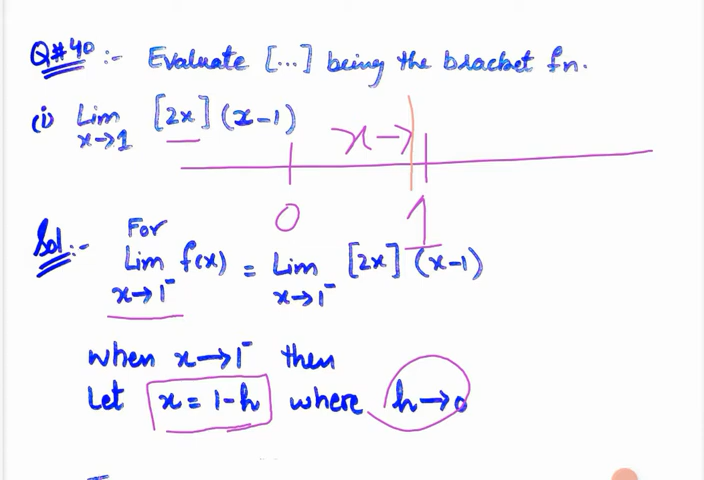 Q#40 :- Evaluate [...] being the bracket fn.
(i) Lim x→1 [2x] (x-1)
x→
0 1
Sol:- For
Lim x→1⁻ f(x) = Lim x→1⁻ [2x] (x-1)
when x→1⁻ then
Let x = 1-h where h→0